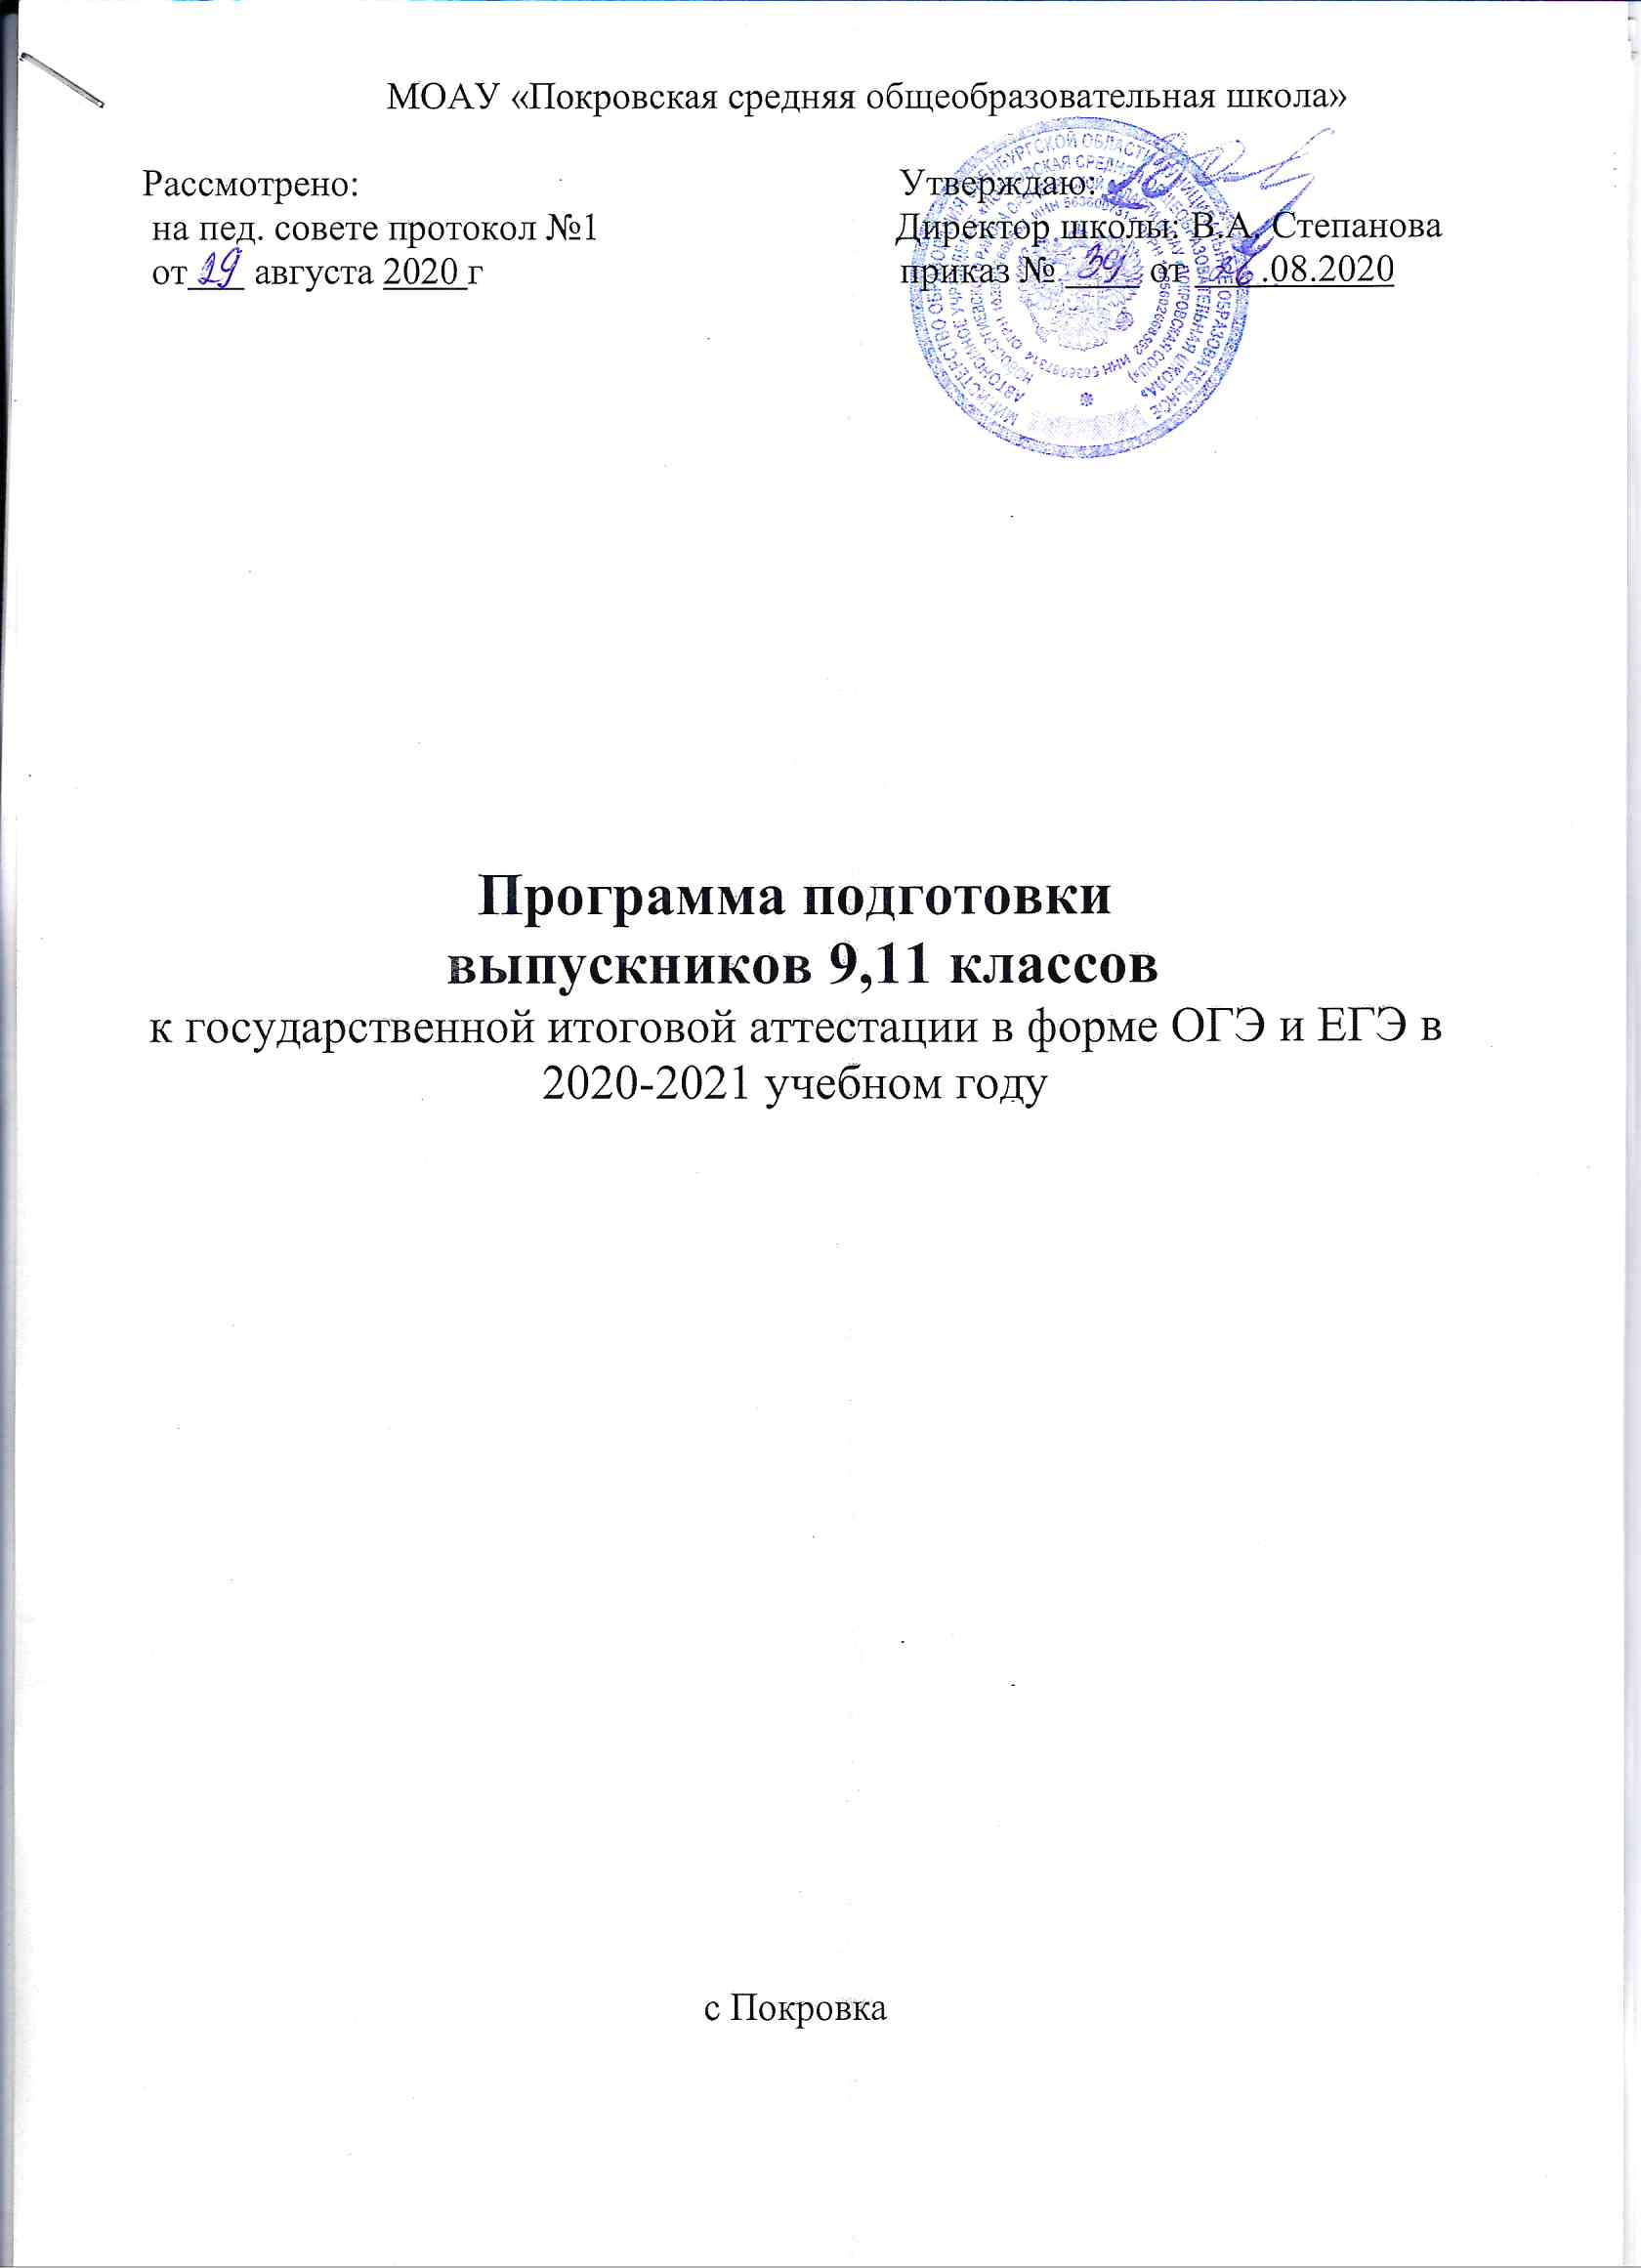 МОАУ «Покровская средняя общеобразовательная школа»
Рассмотрено:
на пед. совете протокол №1
от 29 августа 2020 г
Утверждаю:
Директор школы: В.А. Степанова
приказ № 39 от .08.2020
Программа подготовки
выпускников 9,11 классов
к государственной итоговой аттестации в форме ОГЭ и ЕГЭ в
2020-2021 учебном году
с Покровка